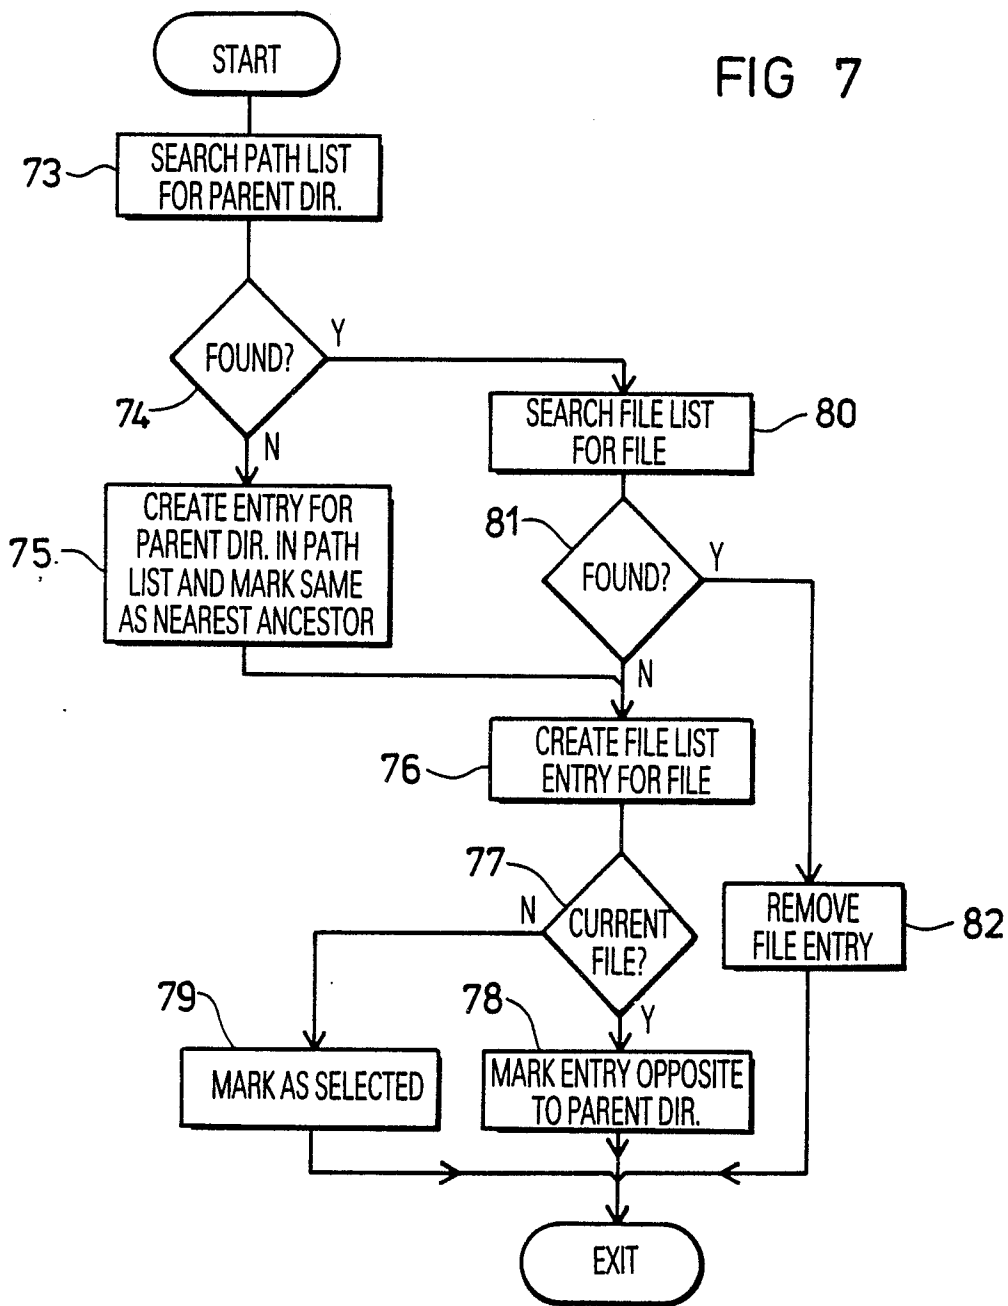 FIG 7
START
73
SEARCH PATH LIST
FOR PARENT DIR.
FOUND?
74
Y
N
SEARCH FILE LIST
FOR FILE
80
75
CREATE ENTRY FOR
PARENT DIR. IN PATH
LIST AND MARK SAME
AS NEAREST ANCESTOR
81
FOUND?
Y
N
76
CREATE FILE LIST
ENTRY FOR FILE
77
N
CURRENT
FILE?
Y
REMOVE
FILE ENTRY
82
79
MARK AS SELECTED
78
MARK ENTRY OPPOSITE
TO PARENT DIR.
EXIT